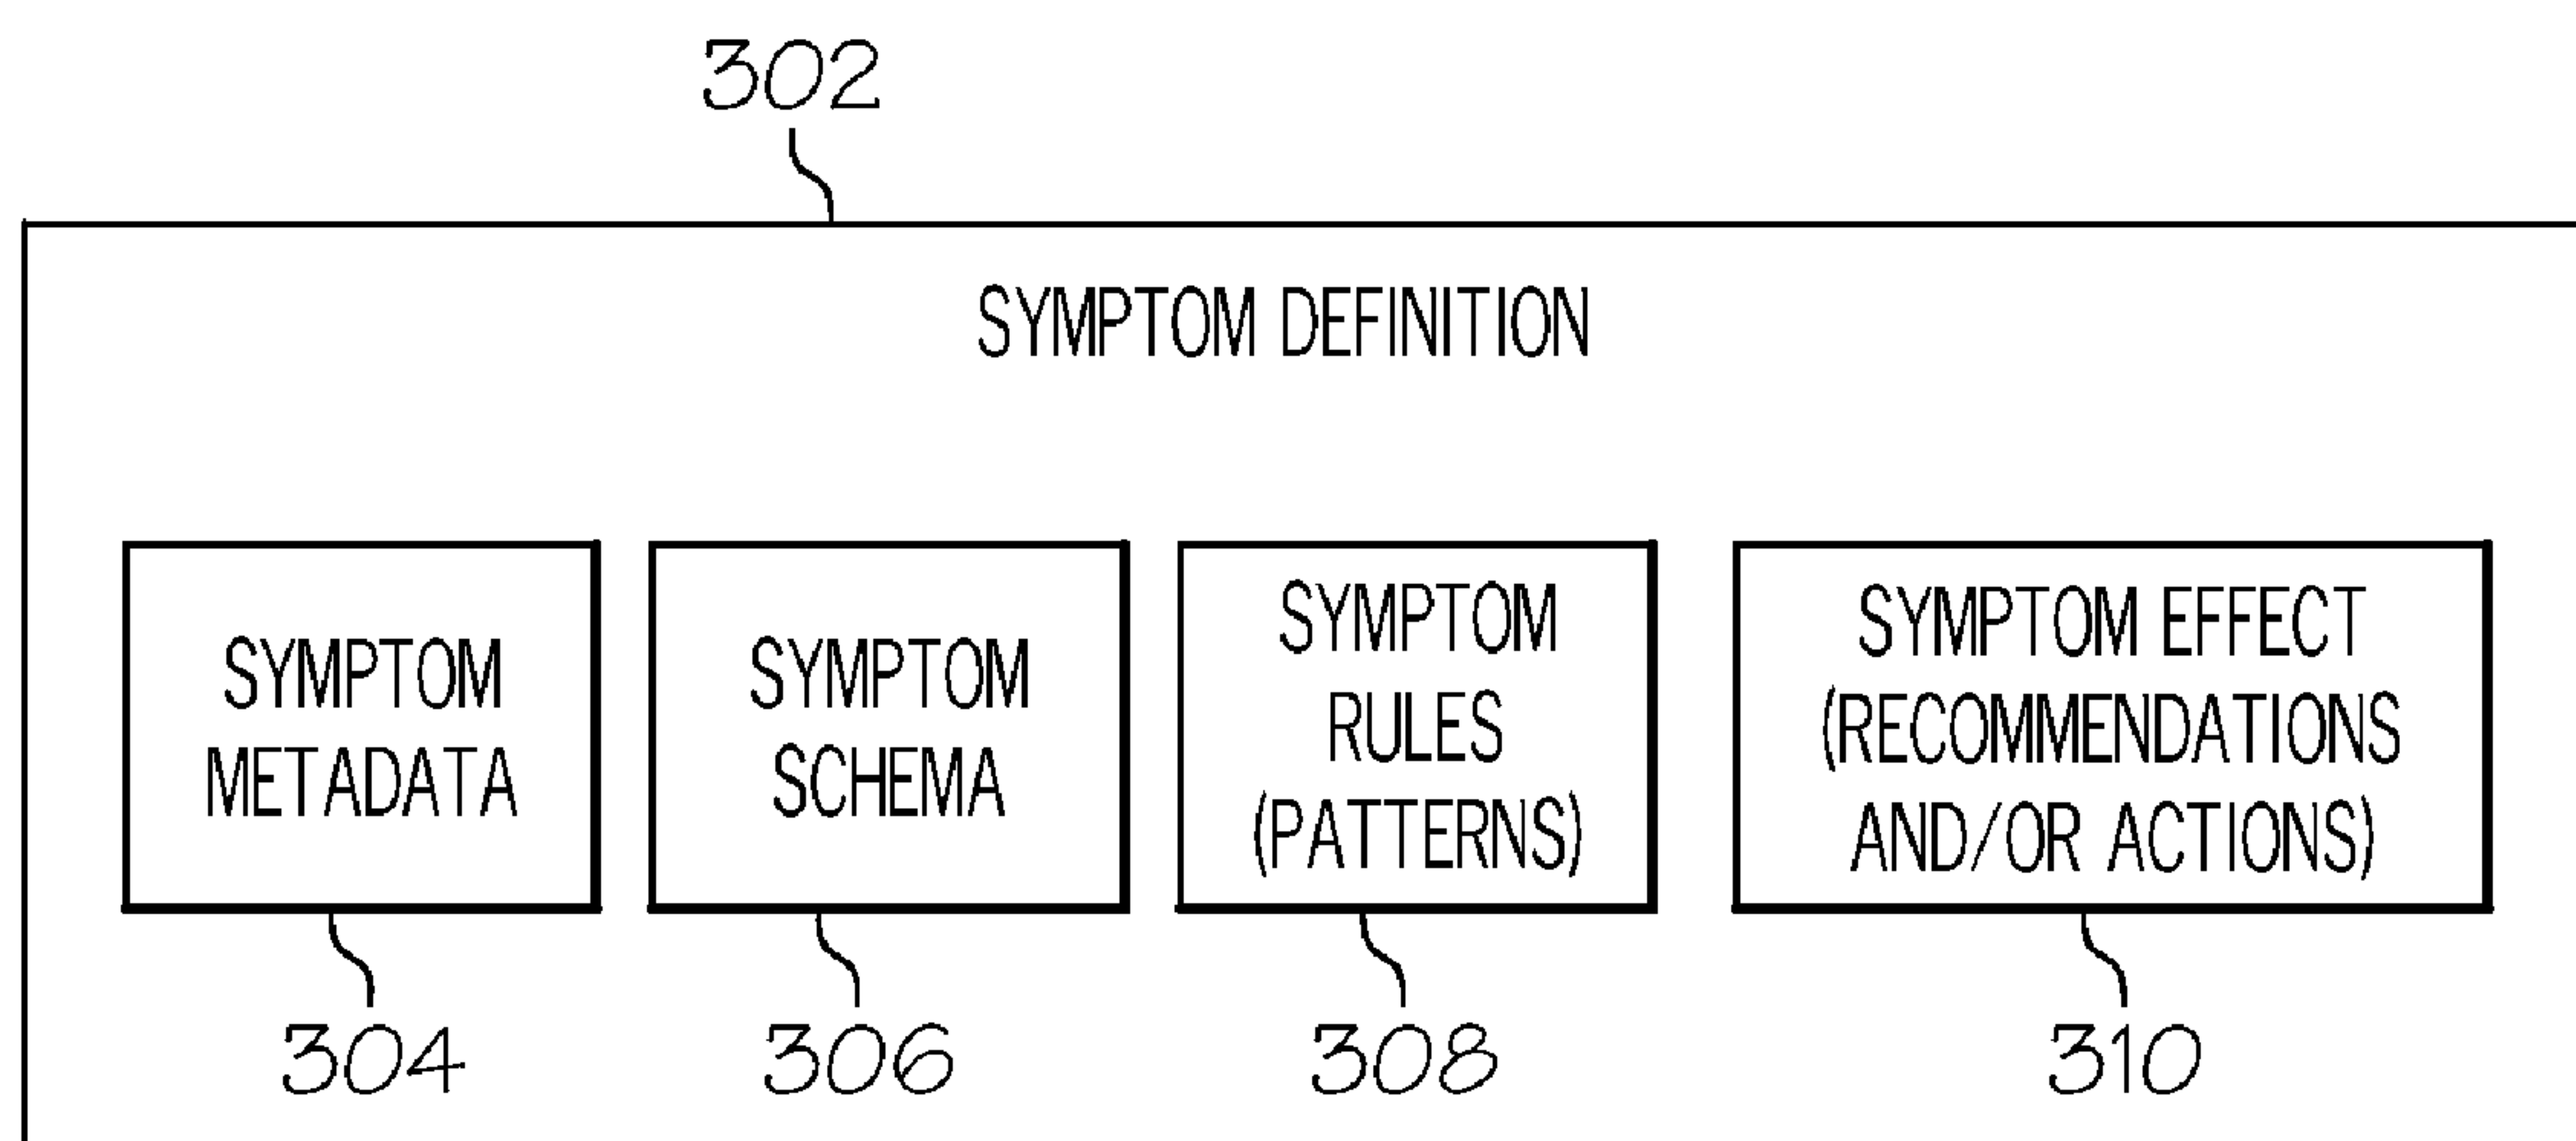 302
SYMPTOM DEFINITION
SYMPTOM
METADATA
SYMPTOM
SCHEMA
SYMPTOM
RULES
(PATTERNS)
SYMPTOM EFFECT
(RECOMMENDATIONS
AND/OR ACTIONS)
304
306
308
310